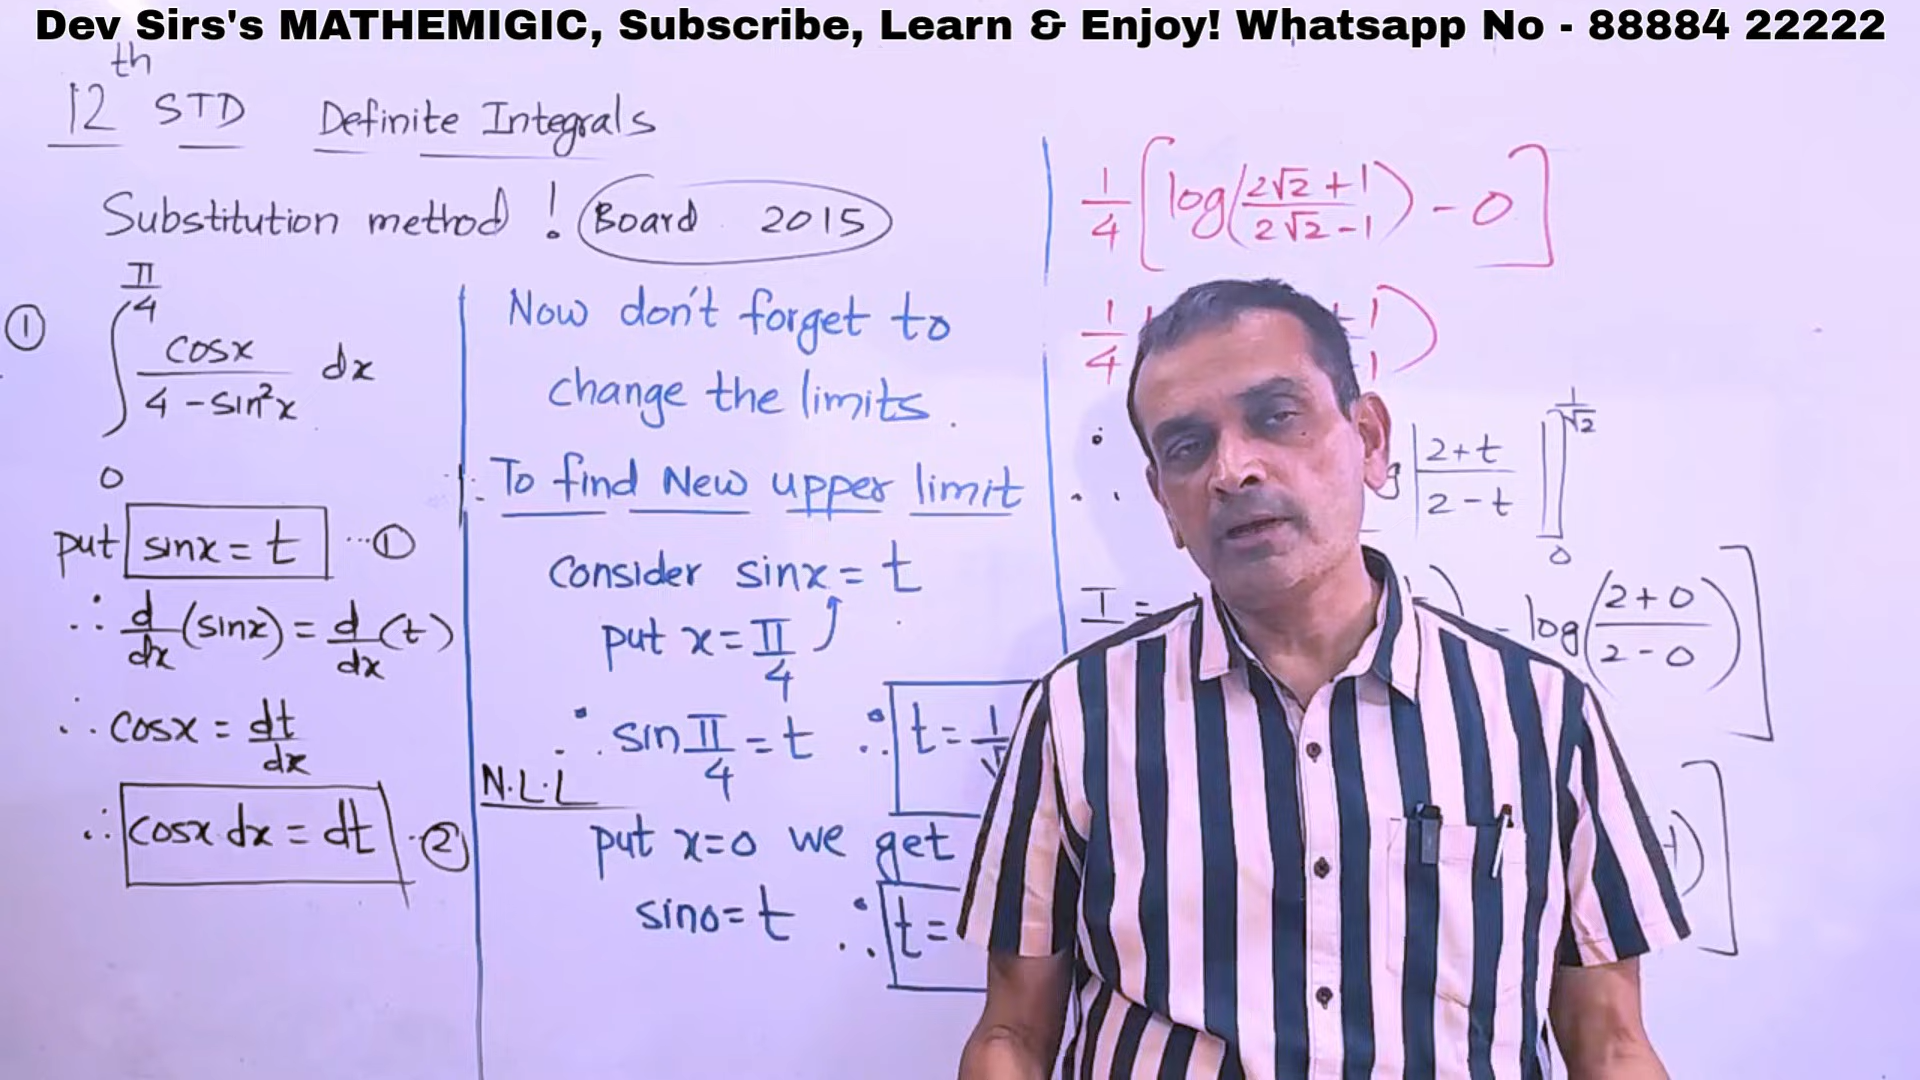 Dev Sirs's MATHEMIGIC, Subscribe, Learn & Enjoy! Whatsapp No - 88884 22222
12th STD Definite Integrals
Substitution method ! Board 2015
① ∫₀^(π/4) cosx / (4 - sin²x) dx
put sinx = t ...①
∴ d/dx (sinx) = d/dx (t)
∴ cosx = dt/dx
∴ cosx dx = dt ..②
Now don't forget to
change the limits.
To find New upper limit
consider sinx = t
put x = π/4
∴ sin π/4 = t ∴ t = 1/√
N.L.L
put x=0 we get
sin0 = t ∴ t =
1/4 [log((2√2+1)/(2√2-1)) - 0]
1/4
|2+t / 2-t|]₀^(1/√2)
I =
- log((2+0)/(2-0))]